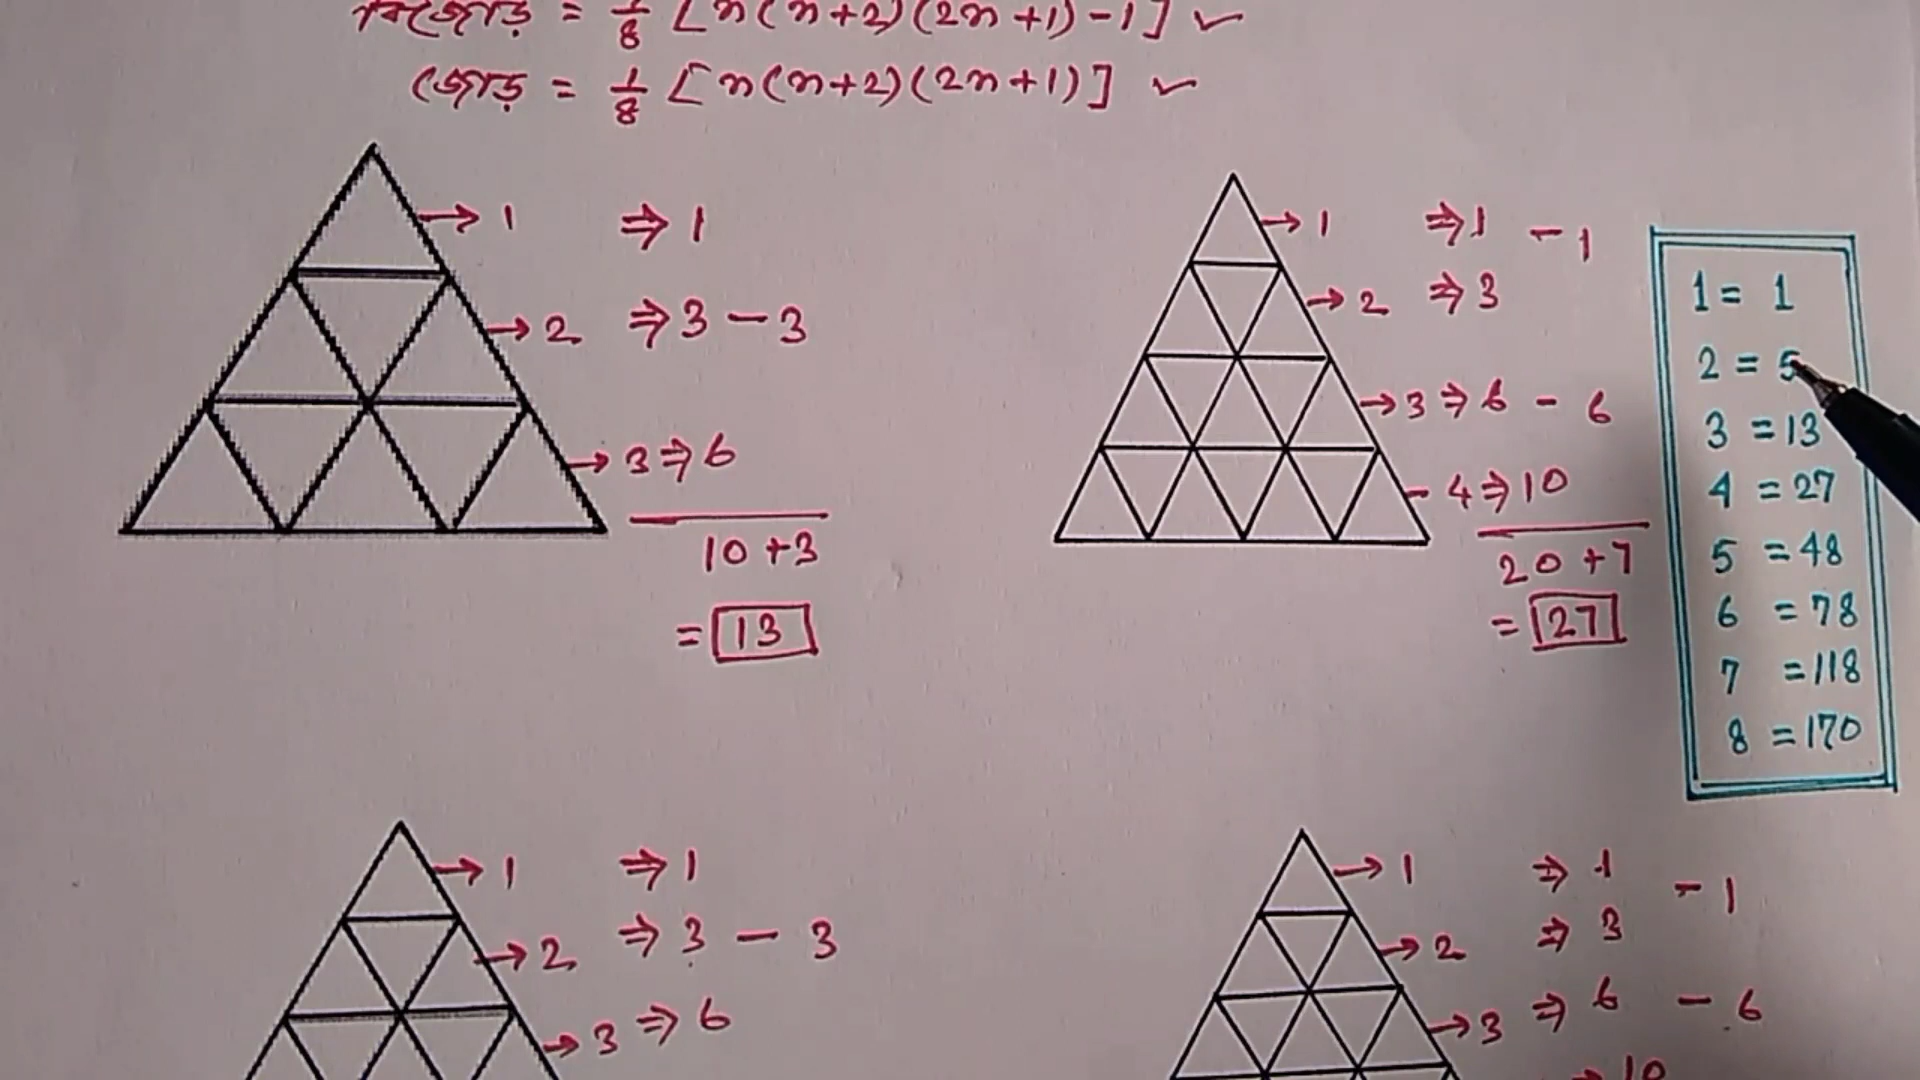 বিজোড় = 1/8 [n(n+2)(2n+1)-1] ✓
জোড় = 1/8 [n(n+2)(2n+1)] ✓
→ 1 ⇒ 1
→ 2 ⇒ 3 - 3
→ 3 ⇒ 6
10 + 3
= 13
→ 1 ⇒ 1 - 1
→ 2 ⇒ 3
→ 3 ⇒ 6 - 6
- 4 ⇒ 10
20 + 7
= 27
1 = 1
2 = 5
3 = 13
4 = 27
5 = 48
6 = 78
7 = 118
8 = 170
→ 1 ⇒ 1
→ 2 ⇒ 3 - 3
→ 3 ⇒ 6
→ 1 ⇒ 1 - 1
→ 2 ⇒ 3
→ 3 ⇒ 6 - 6
→ 10